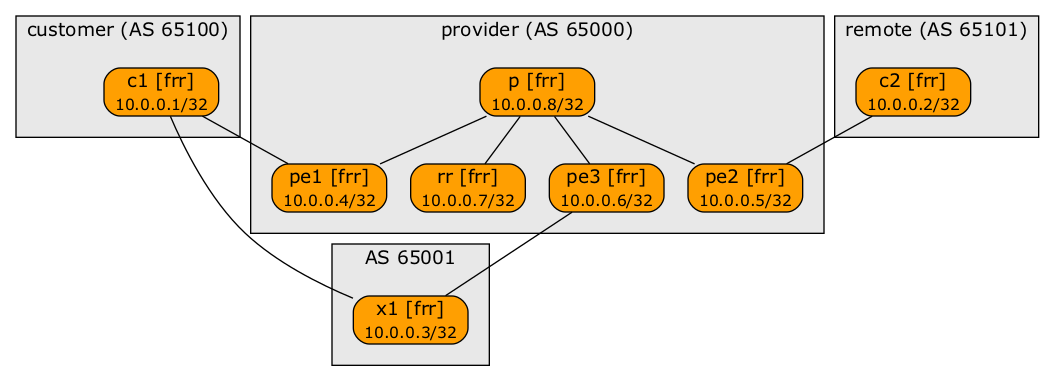 customer (AS 65100)
provider (AS 65000)
remote (AS 65101)
c1 [frr]
10.0.0.1/32
p [frr]
10.0.0.8/32
c2 [frr]
10.0.0.2/32
pe1 [frr]
10.0.0.4/32
rr [frr]
10.0.0.7/32
pe3 [frr]
10.0.0.6/32
pe2 [frr]
10.0.0.5/32
AS 65001
x1 [frr]
10.0.0.3/32